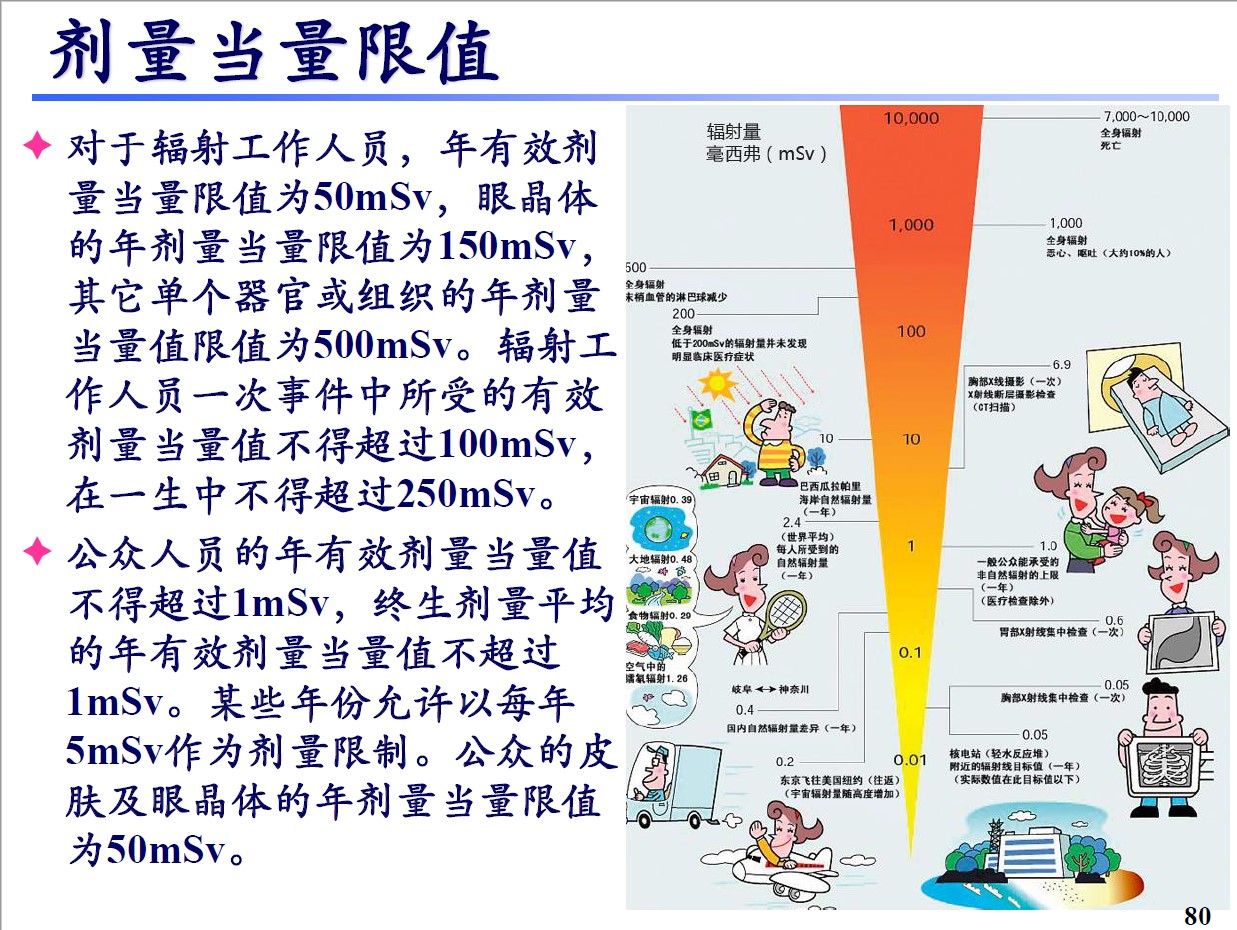 剂量当量限值
对于辐射工作人员，年有效剂
量当量限值为50mSv，眼晶体
的年剂量当量限值为150mSv，
其它单个器官或组织的年剂量
当量值限值为500mSv。辐射工
作人员一次事件中所受的有效
剂量当量值不得超过100mSv，
在一生中不得超过250mSv。
公众人员的年有效剂量当量值
不得超过1mSv，终生剂量平均
的年有效剂量当量值不超过
1mSv。某些年份允许以每年
5mSv作为剂量限制。公众的皮
肤及眼晶体的年剂量当量限值
为50mSv。
辐射量
毫西弗（mSv）
10,000
1,000
100
10
1
0.1
0.01
7,000～10,000
全身辐射
死亡
1,000
全身辐射
恶心、呕吐（大约10%的人）
500
全身辐射
末梢血管的淋巴球减少
200
全身辐射
低于200mSv的辐射量并未发现
明显临床医疗症状
6.9
胸部X线摄影（一次）
X射线断层摄影检查
（CT扫描）
10
巴西瓜拉帕里
海岸自然辐射量
（一年）
宇宙辐射0.39
大地辐射0.48
食物辐射0.29
空气中的
氡辐射1.26
2.4
（世界平均）
每人所受到的
自然辐射量
（一年）
1.0
一般公众能承受的
非自然辐射的上限
（一年）
（医疗检查除外）
0.6
胃部X射线集中检查（一次）
岐阜↔神奈川
0.4
国内自然辐射量差异（一年）
0.05
胸部X射线集中检查（一次）
0.05
核电站（轻水反应堆）
附近的辐射线目标值（一年）
（实际数值在此目标值以下）
0.2
东京飞往美国纽约（往返）
（宇宙辐射量随高度增加）
80